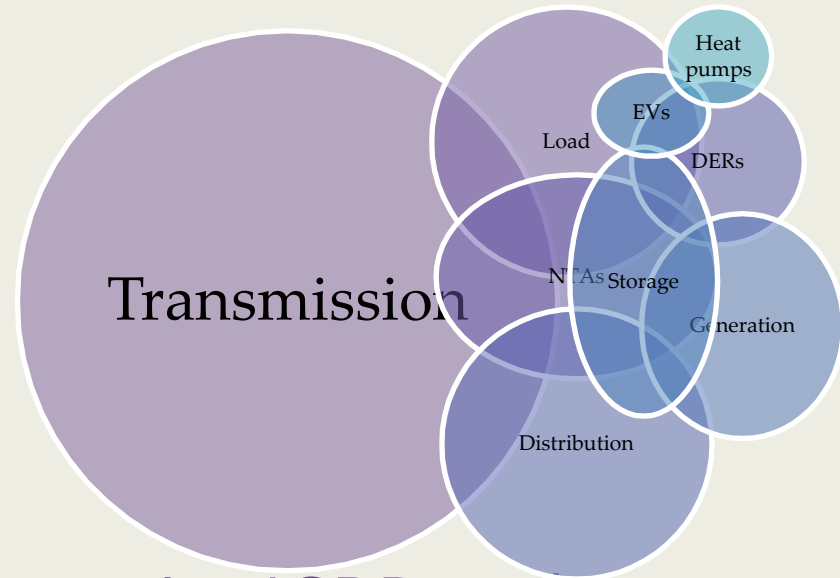 Heat
pumps
EVs
Load
DERs
NTAs
Storage
Transmission
Generation
Distribution